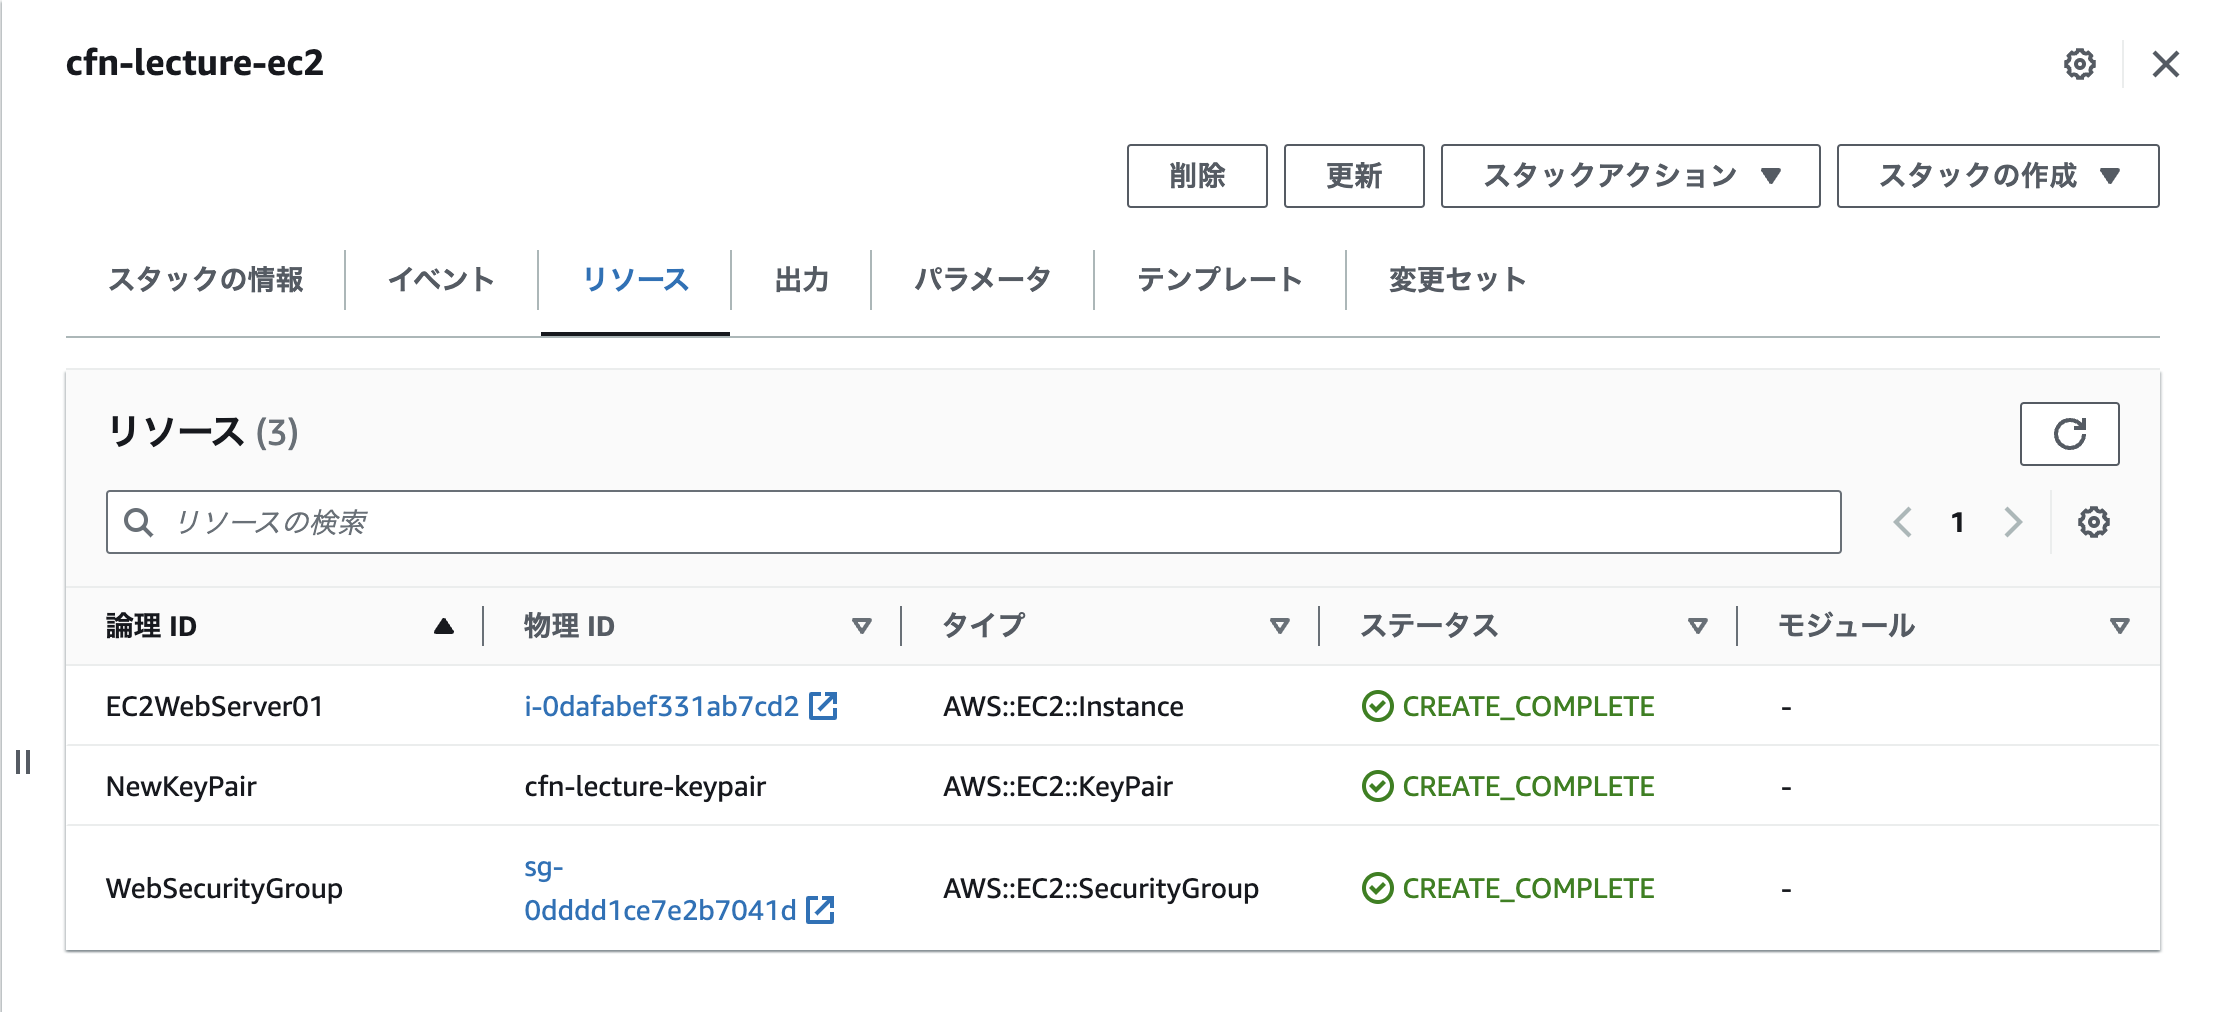 cfn-lecture-ec2
削除 更新 スタックアクション スタックの作成
スタックの情報 イベント リソース 出力 パラメータ テンプレート 変更セット
リソース (3)
リソースの検索 1
論理 ID 物理 ID タイプ ステータス モジュール
EC2WebServer01 i-0dafabef331ab7cd2 AWS::EC2::Instance CREATE_COMPLETE -
NewKeyPair cfn-lecture-keypair AWS::EC2::KeyPair CREATE_COMPLETE -
WebSecurityGroup sg-
0dddd1ce7e2b7041d AWS::EC2::SecurityGroup CREATE_COMPLETE -